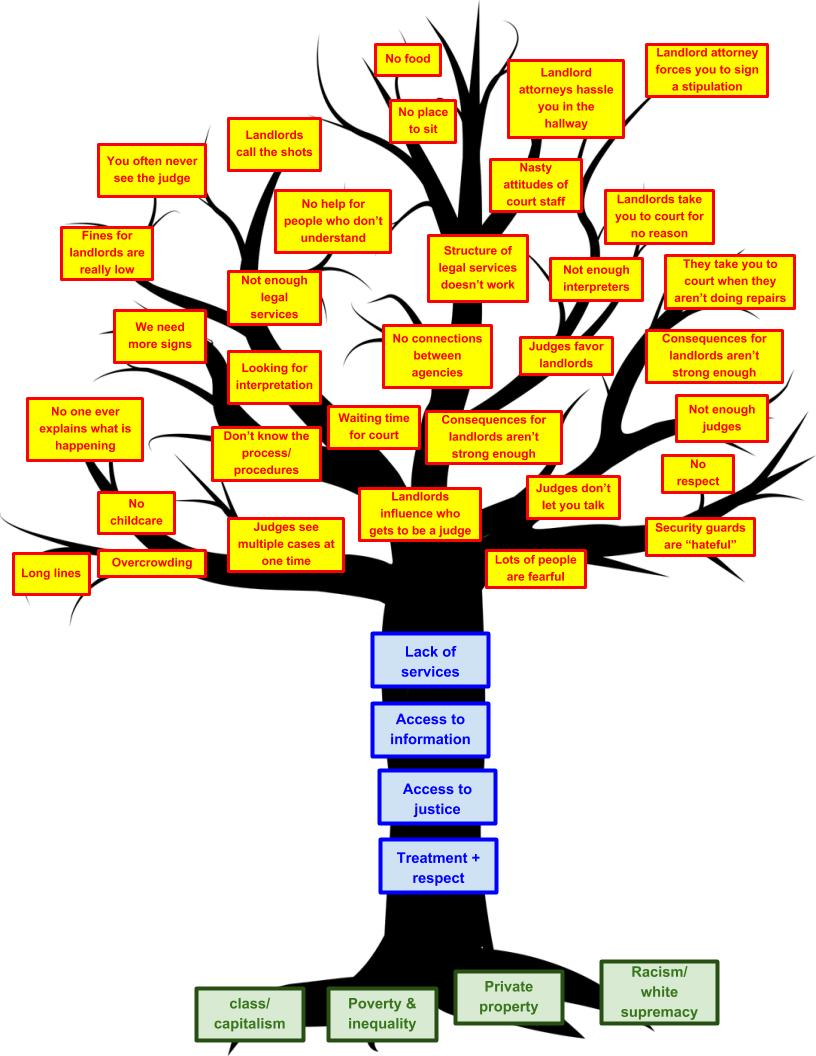 No food
Landlord attorney
forces you to sign
a stipulation
Landlord
attorneys hassle
you in the
hallway
No place
to sit
Landlords
call the shots
You often never
see the judge
Nasty
attitudes of
court staff
No help for
people who don't
understand
Landlords take
you to court for
no reason
Fines for
landlords are
really low
Structure of
legal services
doesn't work
Not enough
interpreters
They take you to
court when they
aren't doing repairs
Not enough
legal
services
We need
more signs
No connections
between
agencies
Judges favor
landlords
Consequences for
landlords aren't
strong enough
Looking for
interpretation
No one ever
explains what is
happening
Waiting time
for court
Consequences for
landlords aren't
strong enough
Not enough
judges
Don't know the
process/
procedures
No
respect
No
childcare
Landlords
influence who
gets to be a judge
Judges don't
let you talk
Judges see
multiple cases at
one time
Security guards
are “hateful”
Long lines
Overcrowding
Lots of people
are fearful
Lack of
services
Access to
information
Access to
justice
Treatment +
respect
class/
capitalism
Poverty &
inequality
Private
property
Racism/
white
supremacy